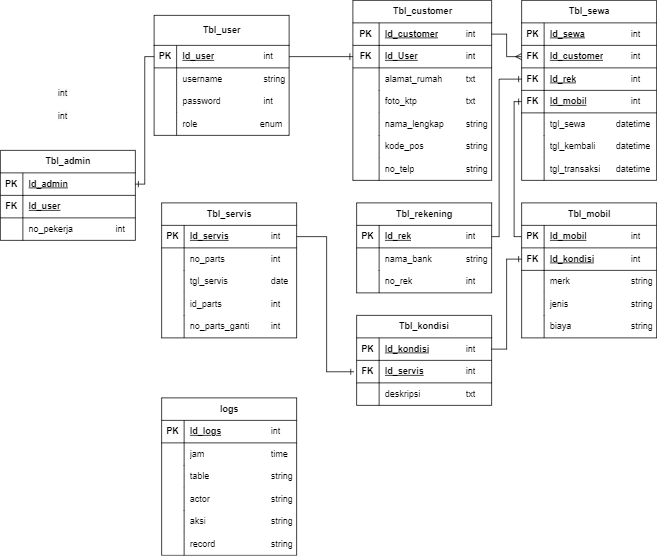 Tbl_user
PK Id_user int
username string
password int
role enum
Tbl_customer
PK Id_customer int
FK Id_User int
alamat_rumah txt
foto_ktp txt
nama_lengkap string
kode_pos string
no_telp string
Tbl_sewa
PK Id_sewa int
FK Id_customer int
FK Id_rek int
FK Id_mobil int
tgl_sewa datetime
tgl_kembali datetime
tgl_transaksi datetime
int
int
Tbl_admin
PK Id_admin
FK Id_user
no_pekerja int
Tbl_servis
PK Id_servis int
no_parts int
tgl_servis date
id_parts int
no_parts_ganti int
Tbl_rekening
PK Id_rek int
nama_bank string
no_rek int
Tbl_mobil
PK Id_mobil int
FK Id_kondisi int
merk string
jenis string
biaya string
Tbl_kondisi
PK Id_kondisi int
FK Id_servis int
deskripsi txt
logs
PK Id_logs int
jam time
table string
actor string
aksi string
record string